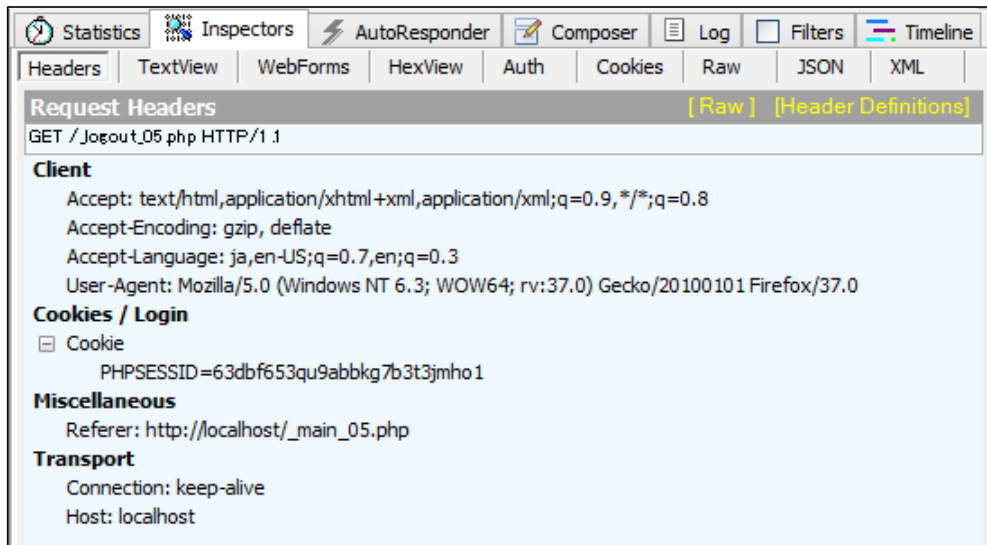 Statistics Inspectors AutoResponder Composer Log Filters Timeline
Headers TextView WebForms HexView Auth Cookies Raw JSON XML
Request Headers [ Raw ] [Header Definitions]
GET /_logout_05.php HTTP/1.1
Client
Accept: text/html,application/xhtml+xml,application/xml;q=0.9,*/*;q=0.8
Accept-Encoding: gzip, deflate
Accept-Language: ja,en-US;q=0.7,en;q=0.3
User-Agent: Mozilla/5.0 (Windows NT 6.3; WOW64; rv:37.0) Gecko/20100101 Firefox/37.0
Cookies / Login
Cookie
PHPSESSID=63dbf653qu9abbkg7b3t3jmho1
Miscellaneous
Referer: http://localhost/_main_05.php
Transport
Connection: keep-alive
Host: localhost